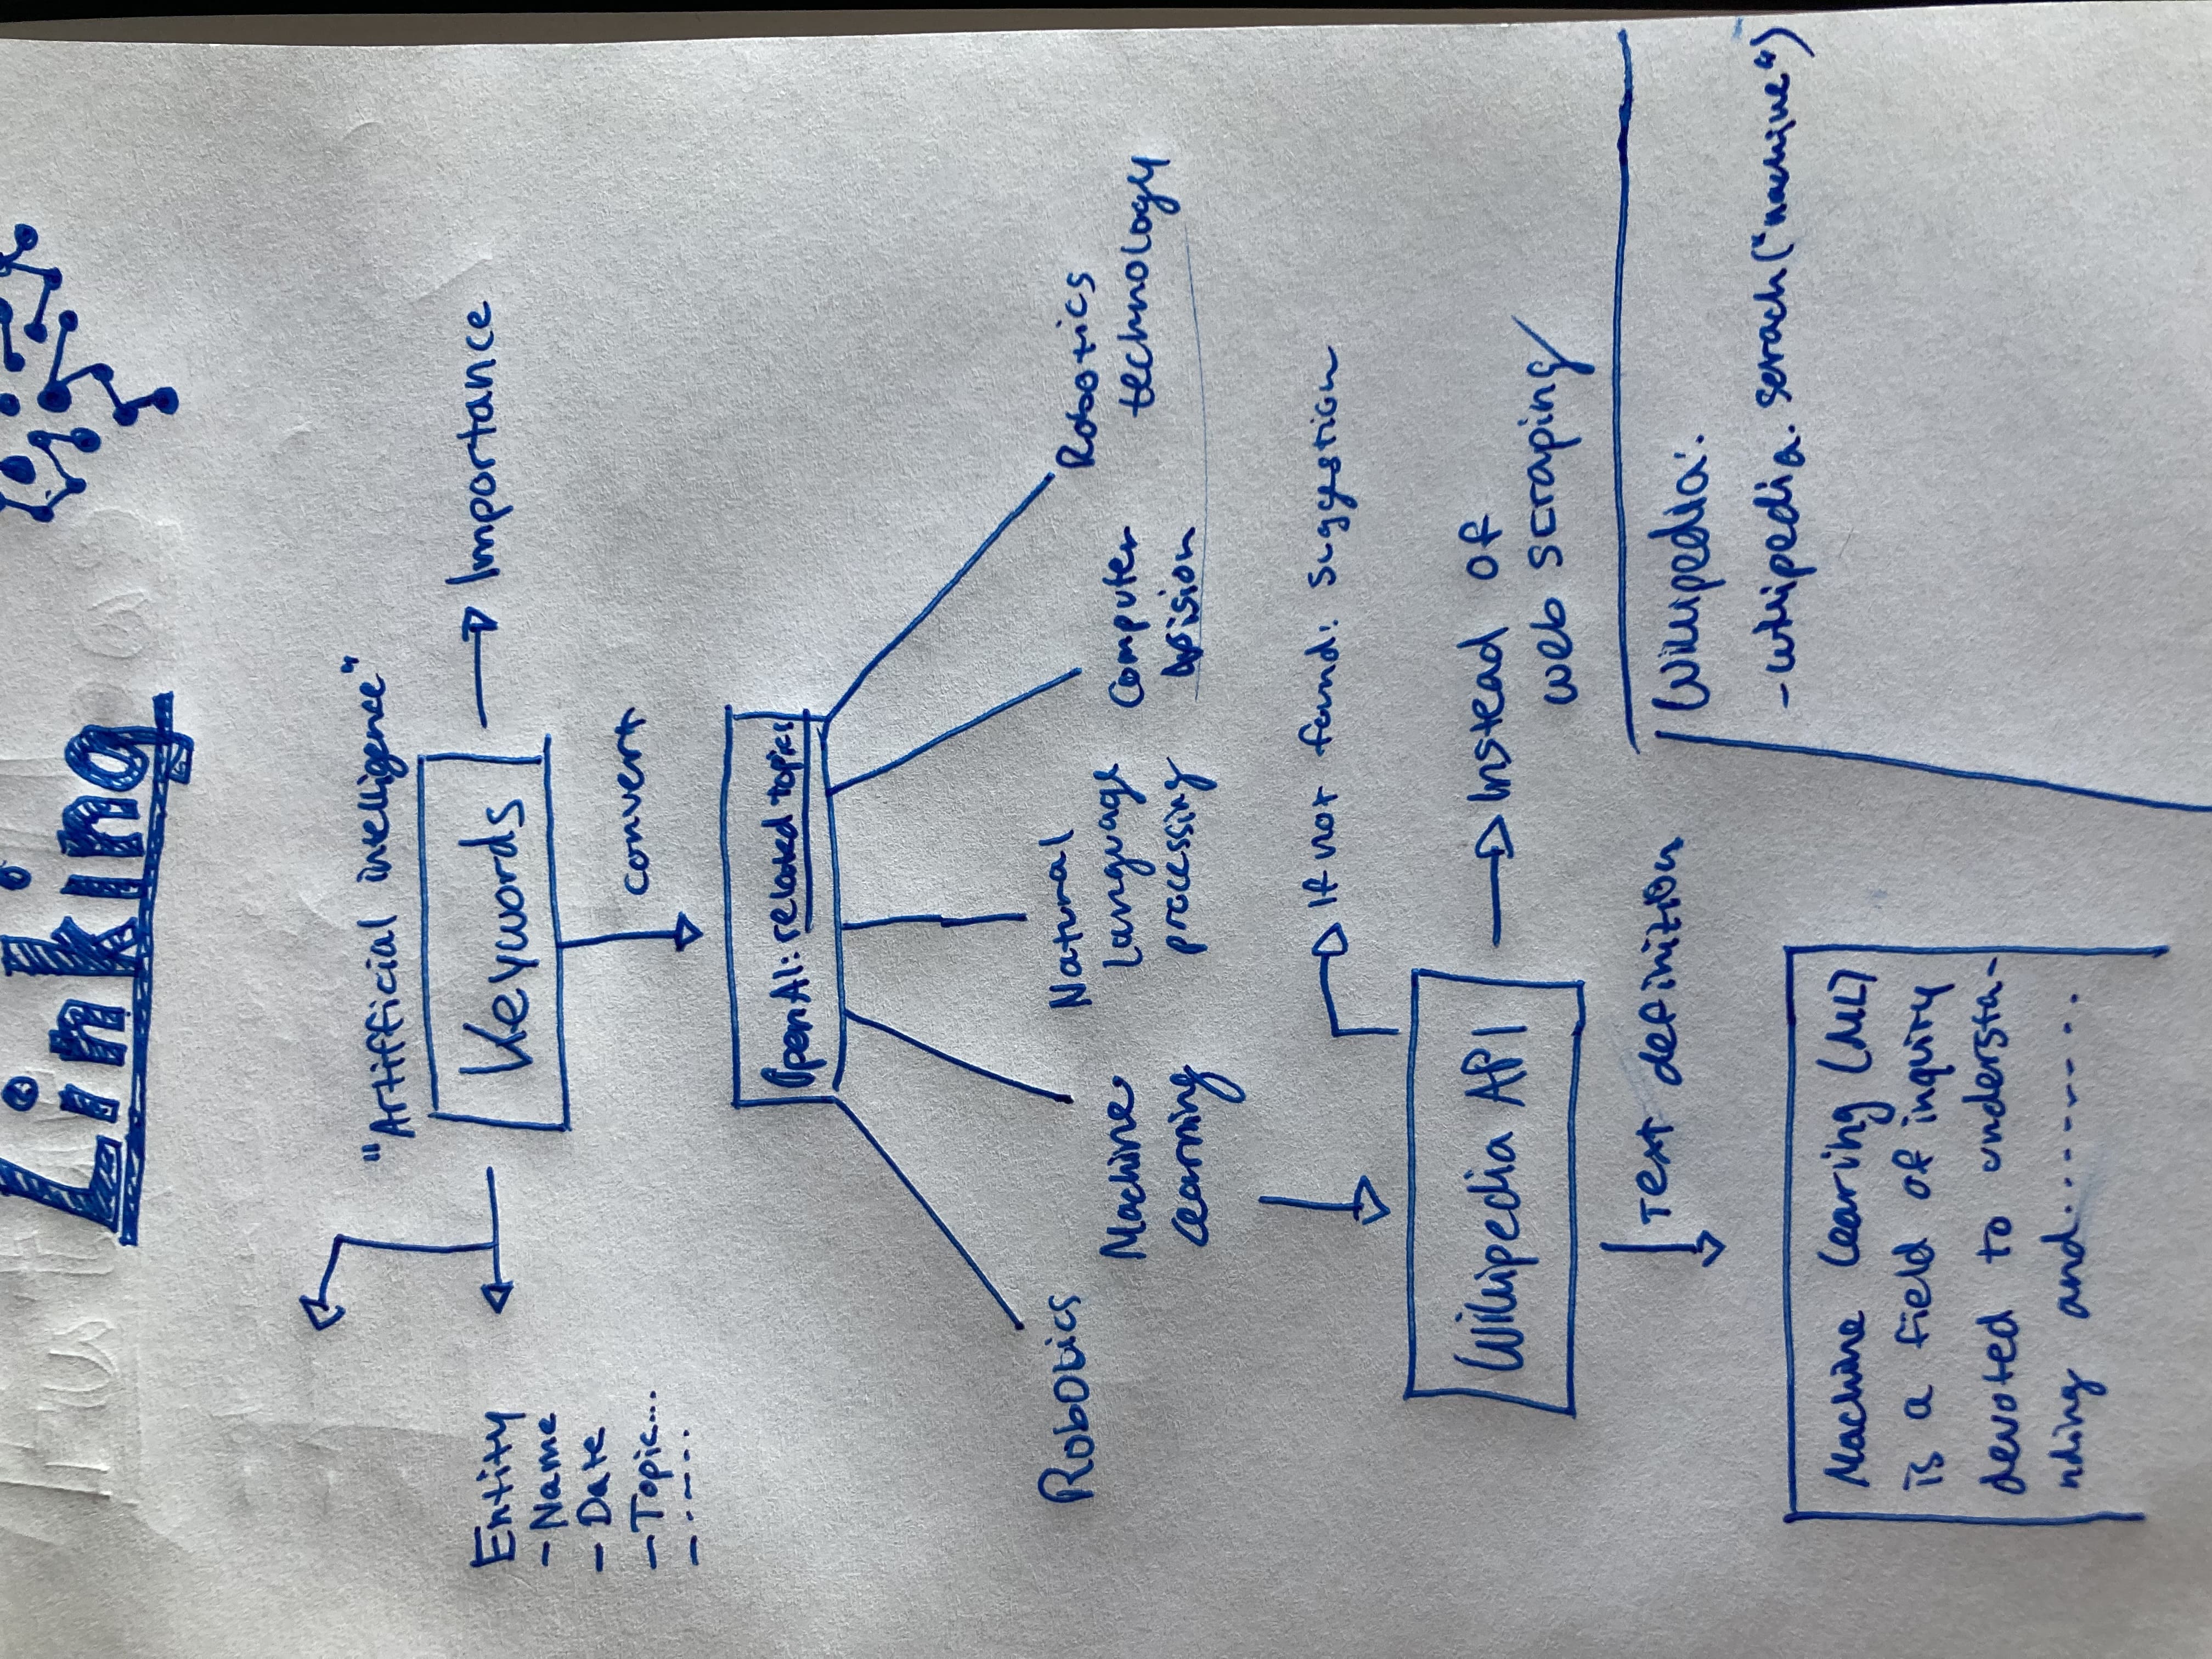 Linking
"Artifficial intelligence"
Keywords
Importance
Entity
- Name
- Date
- Topic...
convert
OpenAI: related topics
Robotics
Machine
Learning
Natural
Language
processing
Computer
Vision
Robotics
technology
If not found: Suggestion
Wikipedia API
Instead of
web scraping
Text definition
Wikipedia:
- wikipedia. serach("machine")
Machine Learing (ML)
is a field of inquiry
devoted to understa-
nding and.........